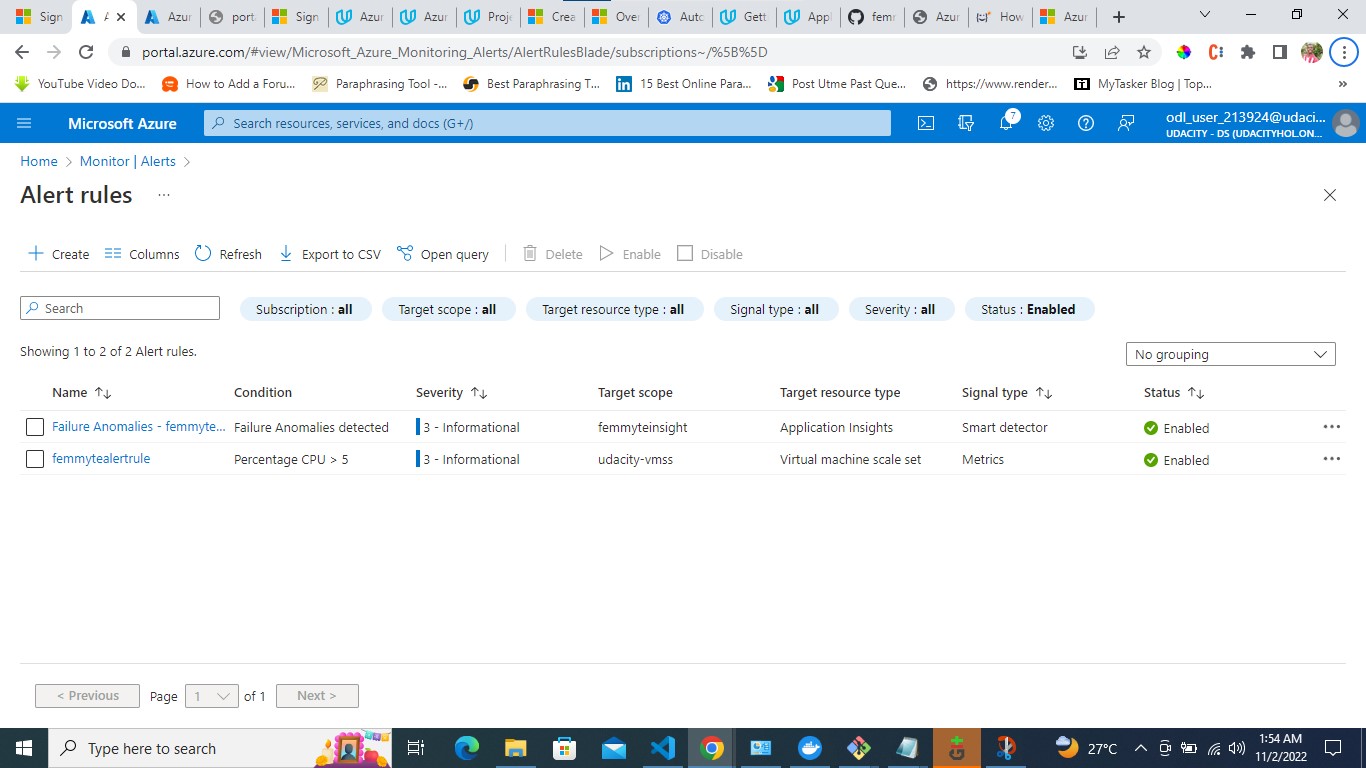 Sign
A
Azur
porta
Sign
Azur
Azur
Proje
Crea
Over
Auto
Gett
Appl
femr
Azur
How
Azur
portal.azure.com/#view/Microsoft_Azure_Monitoring_Alerts/AlertRulesBlade/subscriptions~/%5B%5D
YouTube Video Do... How to Add a Foru... Paraphrasing Tool -... Best Paraphrasing T... 15 Best Online Para... Post Utme Past Que... https://www.render... MyTasker Blog | Top... »
Microsoft Azure
Search resources, services, and docs (G+/)
7
odl_user_213924@udaci...
UDACITY - DS (UDACITYHOL.ON...
Home > Monitor | Alerts >
Alert rules ...
Create Columns Refresh Export to CSV Open query Delete Enable Disable
Search
Subscription : all Target scope : all Target resource type : all Signal type : all Severity : all Status : Enabled
Showing 1 to 2 of 2 Alert rules.
No grouping
Name Condition Severity Target scope Target resource type Signal type Status
Failure Anomalies - femmyte... Failure Anomalies detected 3 - Informational femmyteinsight Application Insights Smart detector Enabled
femmytealertrule Percentage CPU > 5 3 - Informational udacity-vmss Virtual machine scale set Metrics Enabled
< Previous Page 1 of 1 Next >
Type here to search
27°C
1:54 AM
11/2/2022